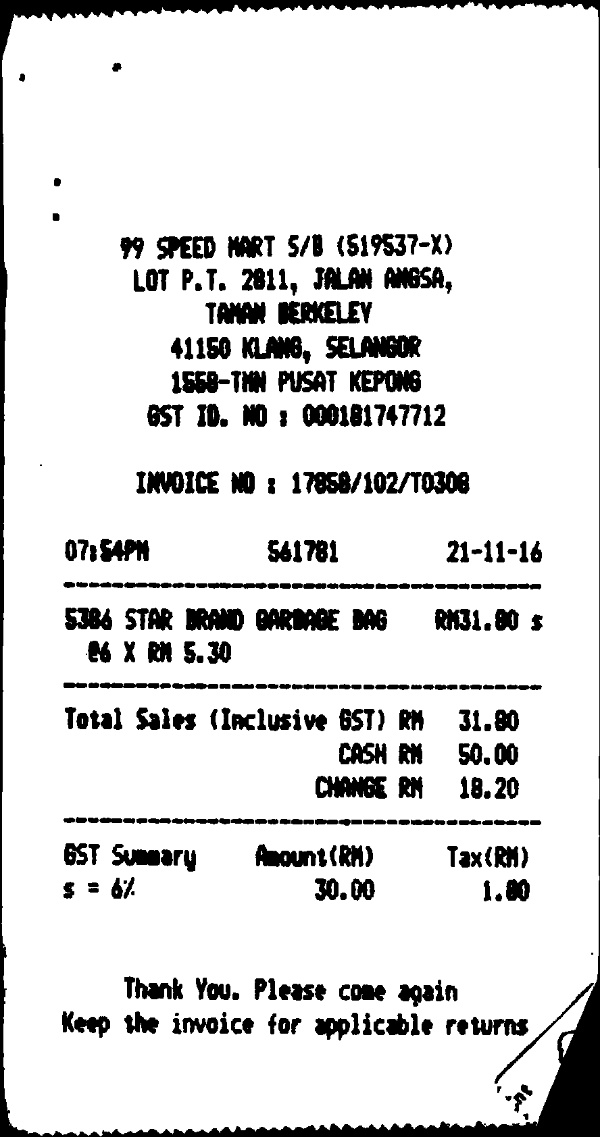 99 SPEED MART S/B (519537-X)
LOT P.T. 2811, JALAN ANGSA,
TAMAN BERKELEY
41150 KLANG, SELANGOR
1558-TMN PUSAT KEPONG
GST ID. NO : 000181747712
INVOICE NO : 17858/102/T0308
07:54PM 561781 21-11-16
5386 STAR BRAND GARBAGE BAG RM31.80 s
@6 X RM 5.30
Total Sales (Inclusive GST) RM 31.80
CASH RM 50.00
CHANGE RM 18.20
GST Summary Amount(RM) Tax(RM)
s = 6% 30.00 1.80
Thank You. Please come again
Keep the invoice for applicable returns